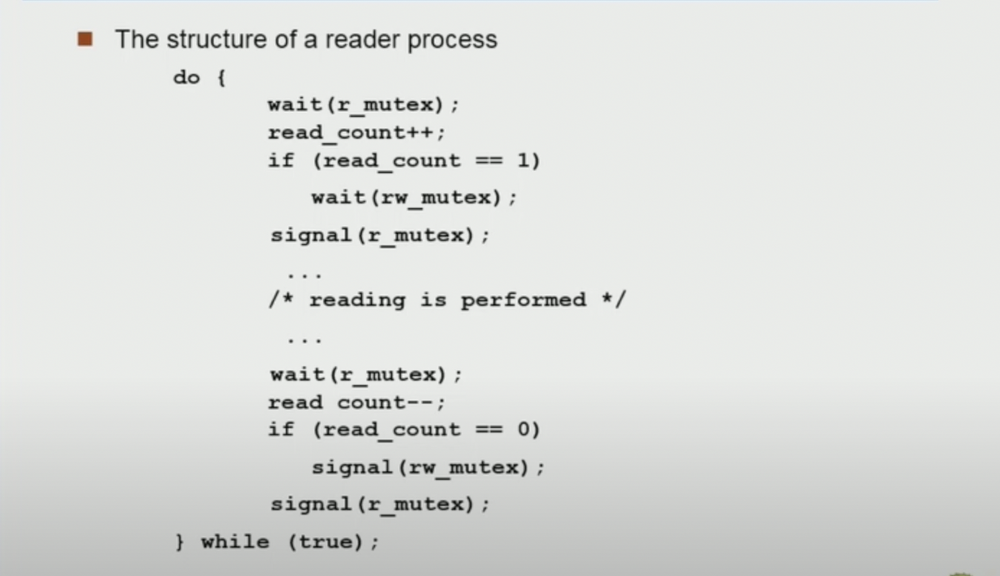 The structure of a reader process
do {
wait(r_mutex);
read_count++;
if (read_count == 1)
wait(rw_mutex);
signal(r_mutex);
...
/* reading is performed */
...
wait(r_mutex);
read count--;
if (read_count == 0)
signal(rw_mutex);
signal(r_mutex);
} while (true);